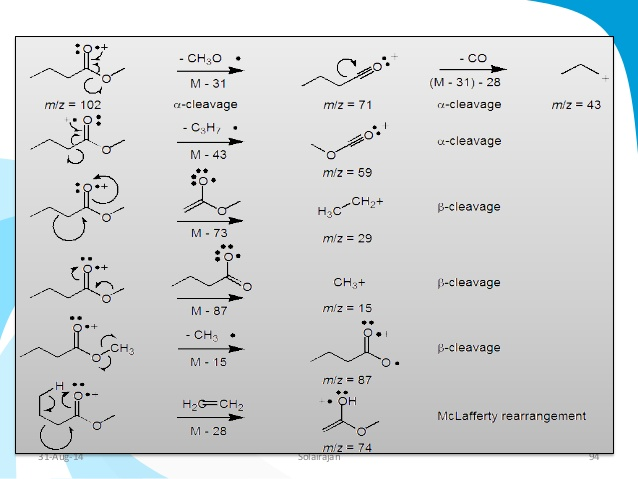 - CH₃O •
- CO
M - 31
(M - 31) - 28
m/z = 102
α-cleavage
m/z = 71
α-cleavage
m/z = 43
- C₃H₇ •
α-cleavage
M - 43
m/z = 59
H₃C CH₂+
β-cleavage
M - 73
m/z = 29
CH₃+
β-cleavage
M - 87
m/z = 15
CH₃
- CH₃ •
β-cleavage
M - 15
m/z = 87
H
H₂C=CH₂
OH
McLafferty rearrangement
M - 28
m/z = 74
31-Aug-14
Solairajan
94